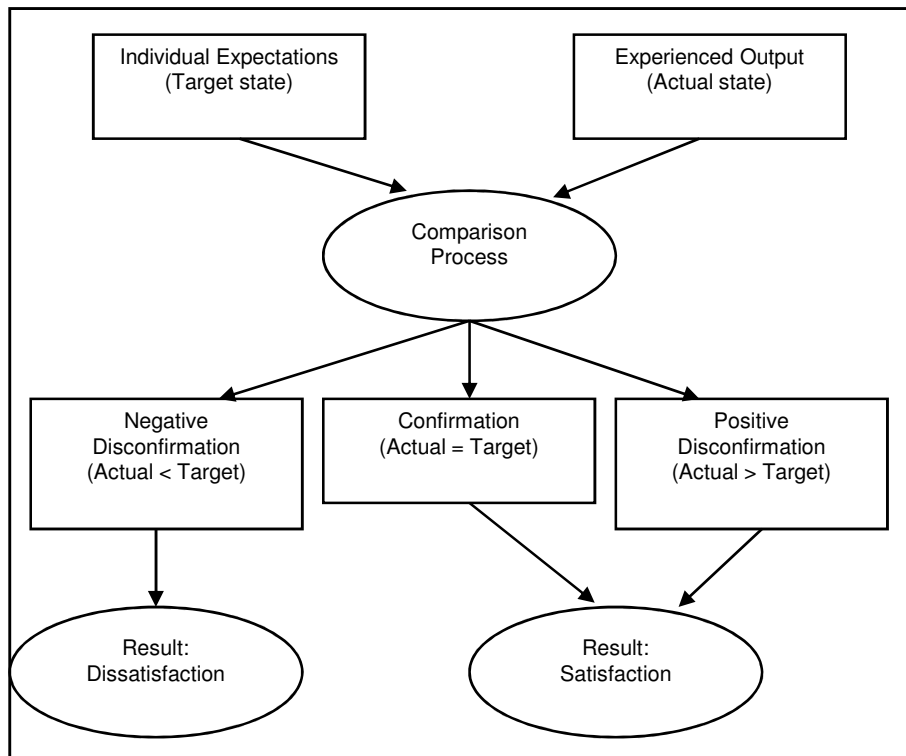 Individual Expectations
(Target state)
Experienced Output
(Actual state)
Comparison
Process
Negative
Disconfirmation
(Actual < Target)
Confirmation
(Actual = Target)
Positive
Disconfirmation
(Actual > Target)
Result:
Dissatisfaction
Result:
Satisfaction